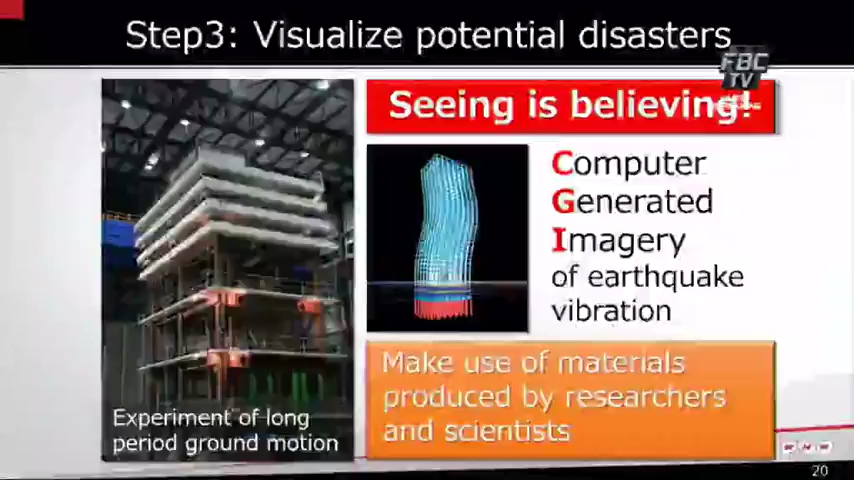 Step3: Visualize potential disasters
FBC
TV
Seeing is believing!
Computer
Generated
Imagery
of earthquake
vibration
Make use of materials
produced by researchers
and scientists
Experiment of long
period ground motion
20